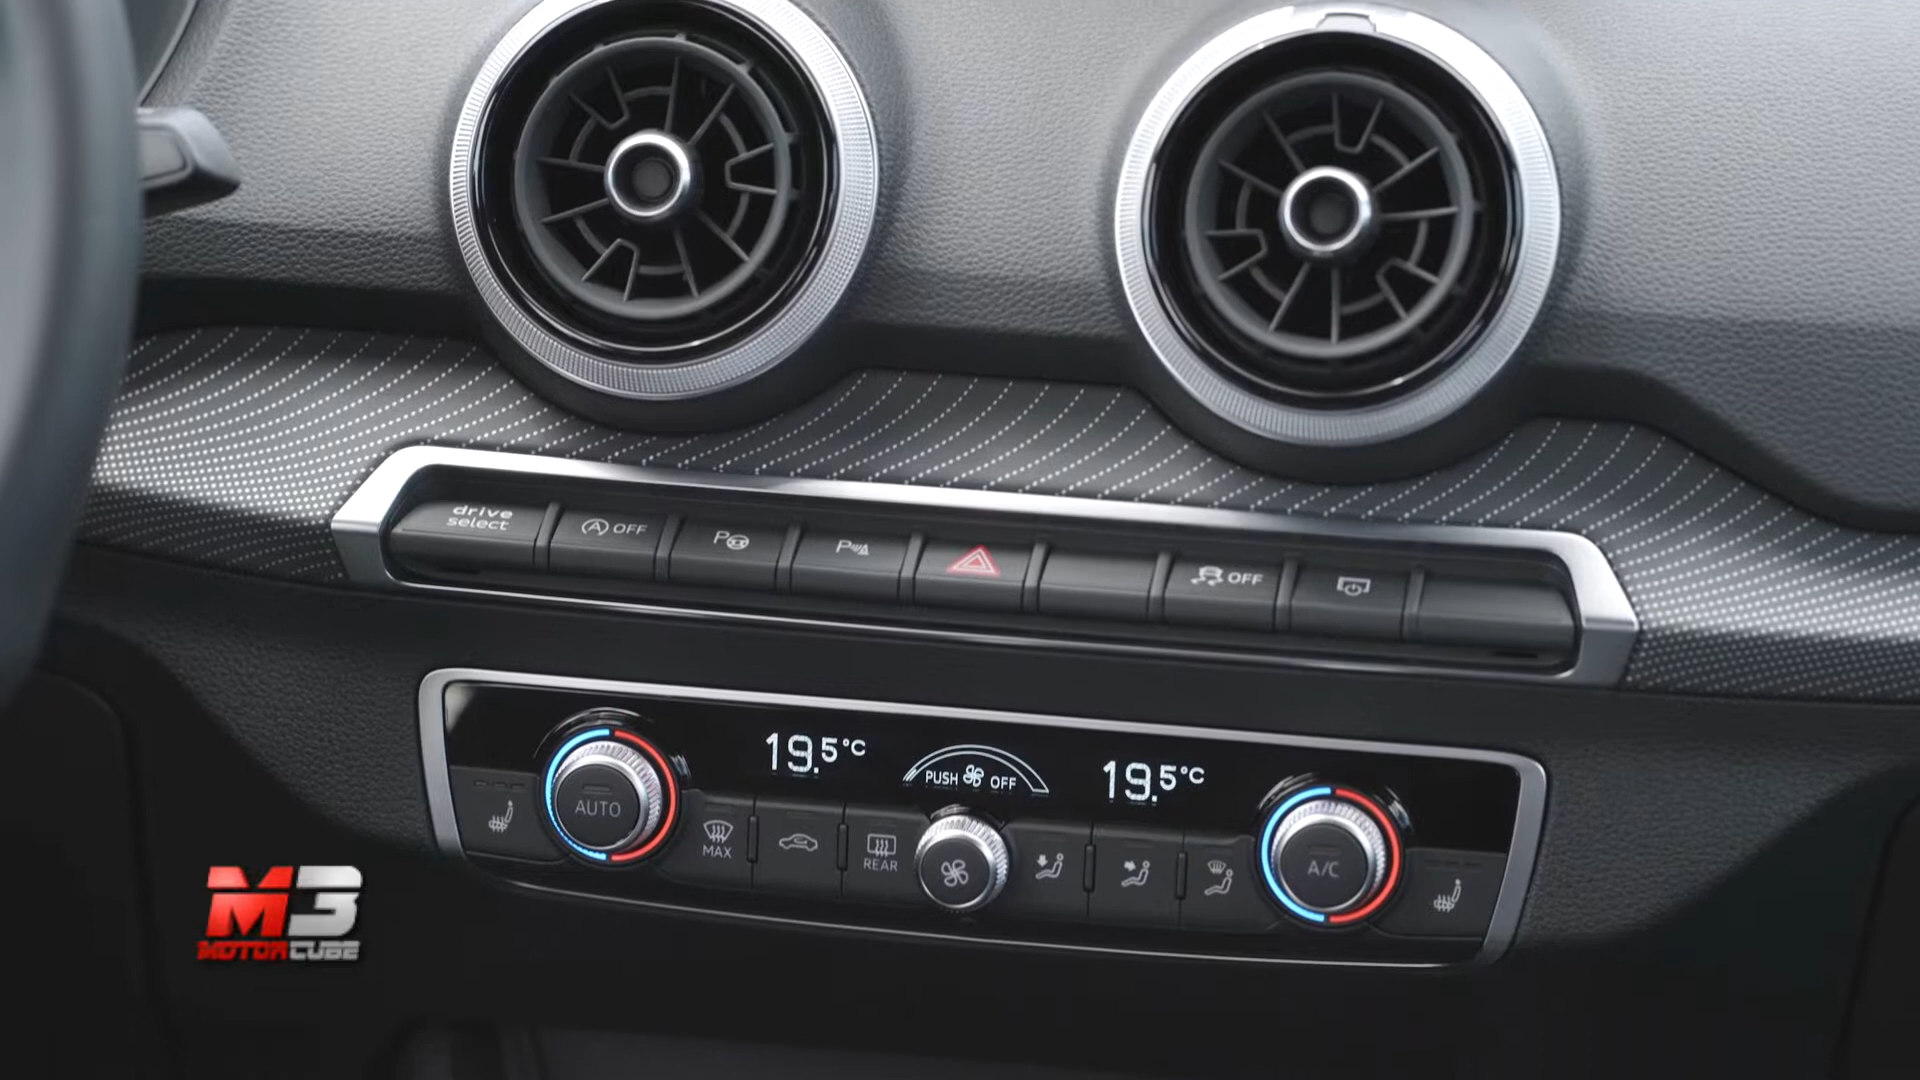 drive
select
A OFF
P
P
OFF
19.5°C
PUSH OFF
19.5°C
AUTO
MAX
REAR
A/C
M3
MOTORCUBE